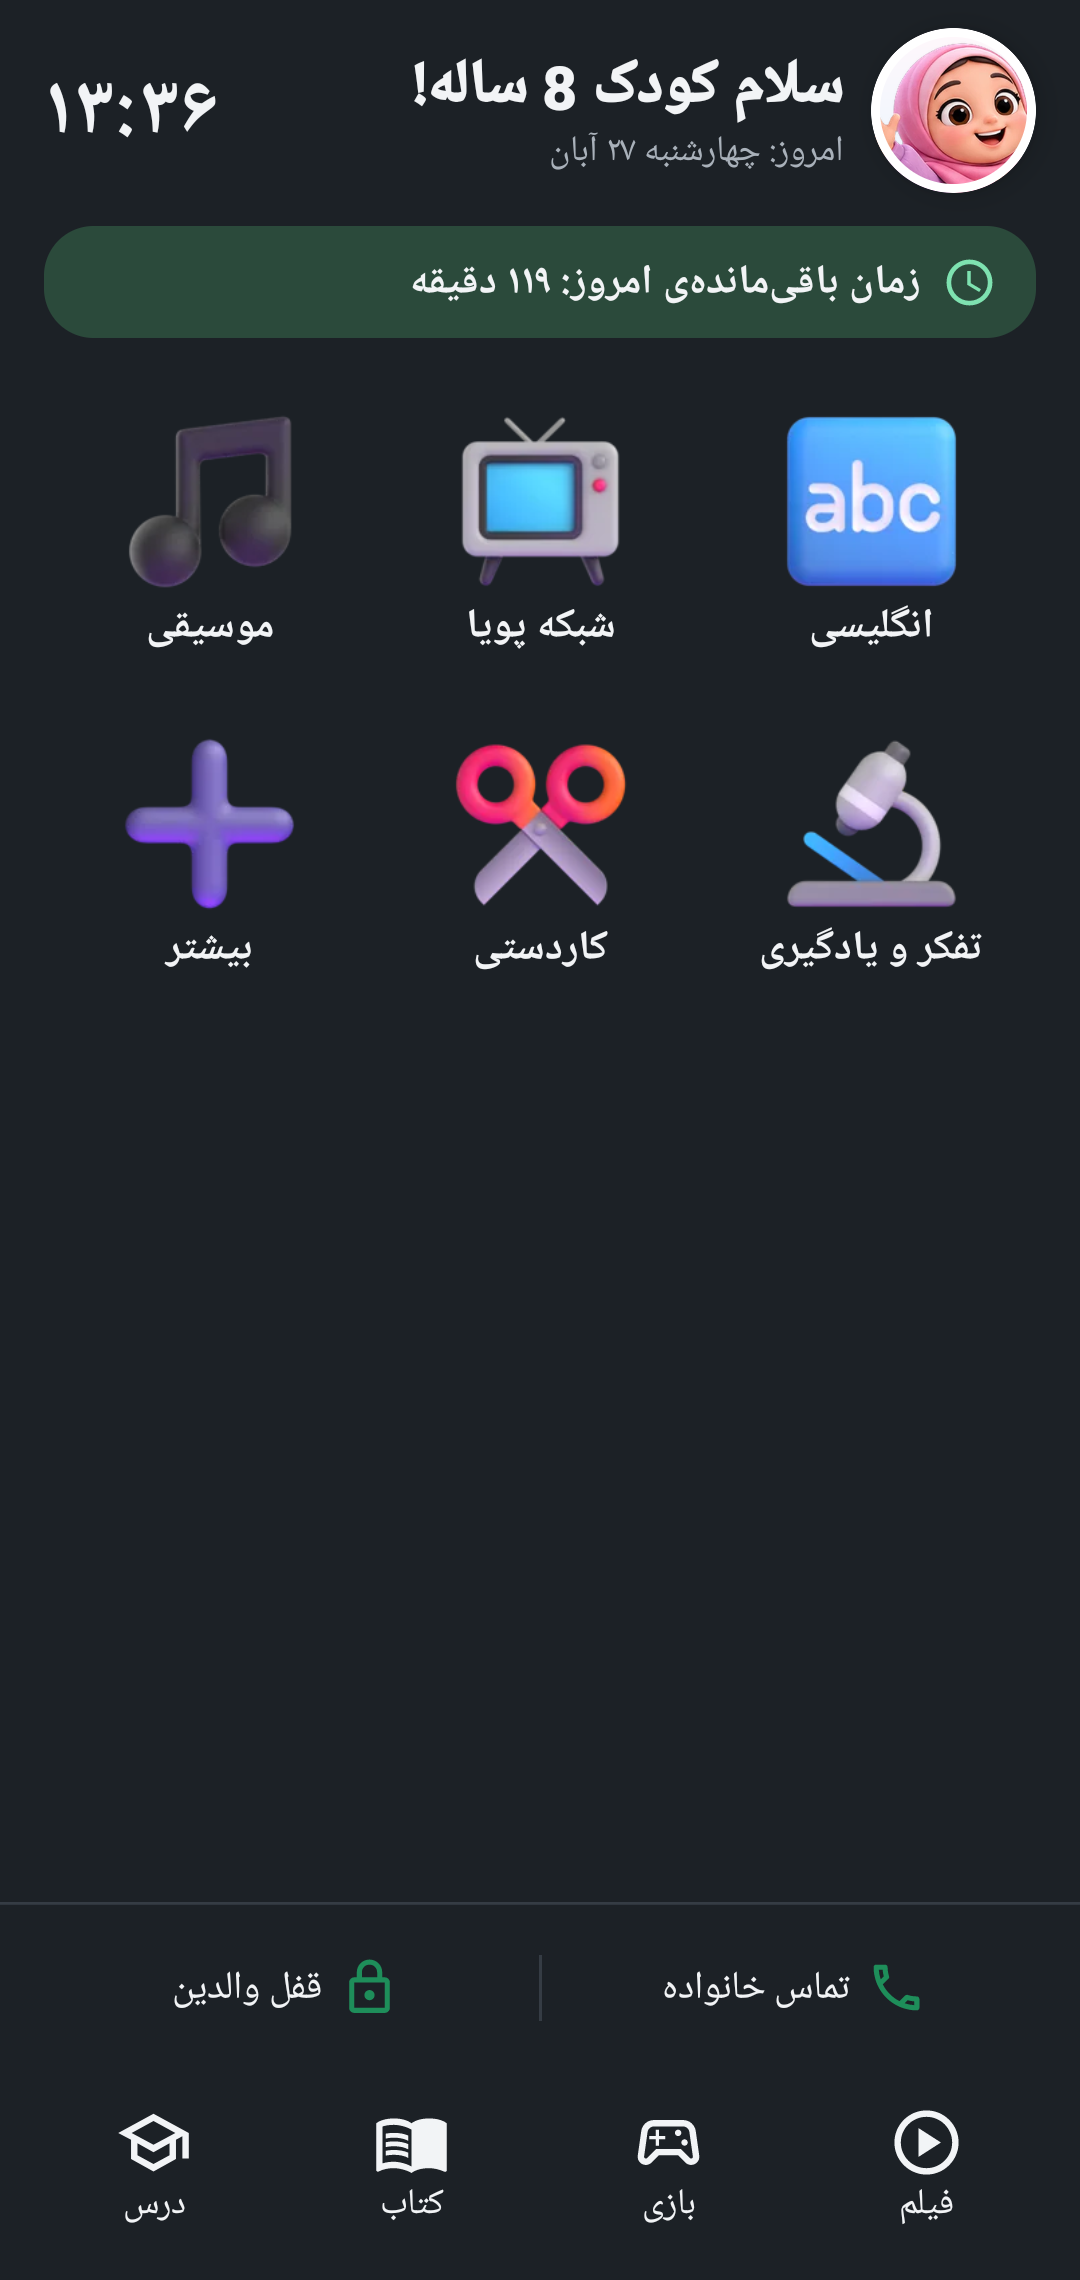 سلام کودک 8 ساله!
امروز: چهارشنبه ۲۷ آبان
۱۳:۳۶
زمان باقی‌مانده‌ی امروز: ۱۱۹ دقیقه
abc
انگلیسی
شبکه پویا
موسیقی
تفکر و یادگیری
کاردستی
بیشتر
تماس خانواده
قفل والدین
فیلم
بازی
کتاب
درس